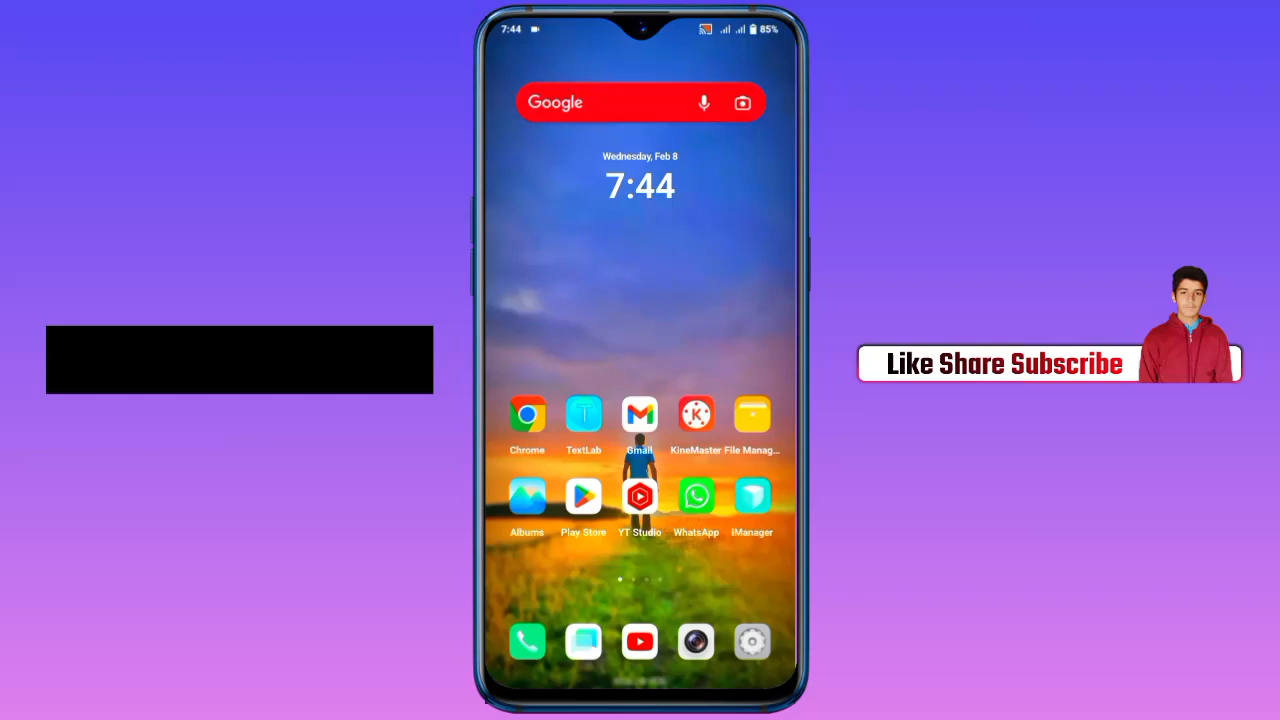 7:44
85%
Google
Wednesday, Feb 8
7:44
Chrome
TextLab
Gmail
KineMaster
File Manag...
Albums
Play Store
YT Studio
WhatsApp
iManager
Like Share Subscribe